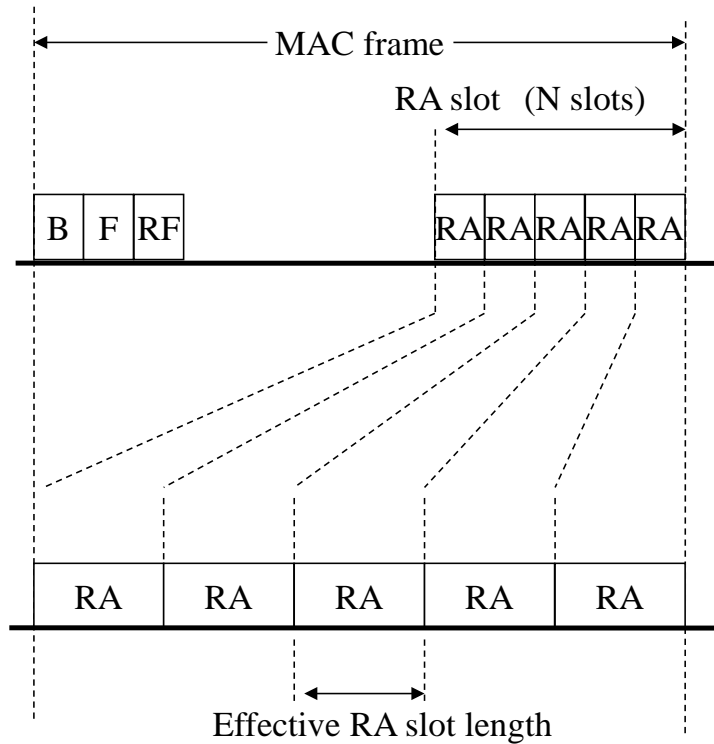 MAC frame
RA slot (N slots)
B F RF RA RA RA RA RA
RA RA RA RA RA
Effective RA slot length